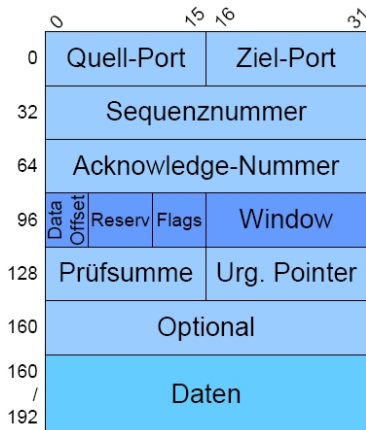 0 15 16 31
0 Quell-Port Ziel-Port
32 Sequenznummer
64 Acknowledge-Nummer
96 Data Offset Reserv Flags Window
128 Prüfsumme Urg. Pointer
160 Optional
160 / 192 Daten